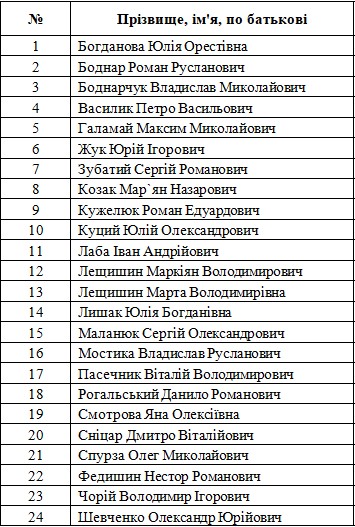 № Прізвище, ім'я, по батькові
1 Богданова Юлія Орестівна
2 Боднар Роман Русланович
3 Боднарчук Владислав Миколайович
4 Василик Петро Васильович
5 Галамай Максим Миколайович
6 Жук Юрій Ігорович
7 Зубатий Сергій Романович
8 Козак Мар`ян Назарович
9 Кужелюк Роман Едуардович
10 Куций Юлій Олександрович
11 Лаба Іван Андрійович
12 Лещишин Маркіян Володимирович
13 Лещишин Марта Володимирівна
14 Лишак Юлія Богданівна
15 Маланюк Сергій Олександрович
16 Мостика Владислав Русланович
17 Пасечник Віталій Володимирович
18 Рогальський Данило Романович
19 Смотрова Яна Олексіївна
20 Сніцар Дмитро Віталійович
21 Спурза Олег Миколайович
22 Федишин Нестор Романович
23 Чорій Володимир Ігорович
24 Шевченко Олександр Юрійович